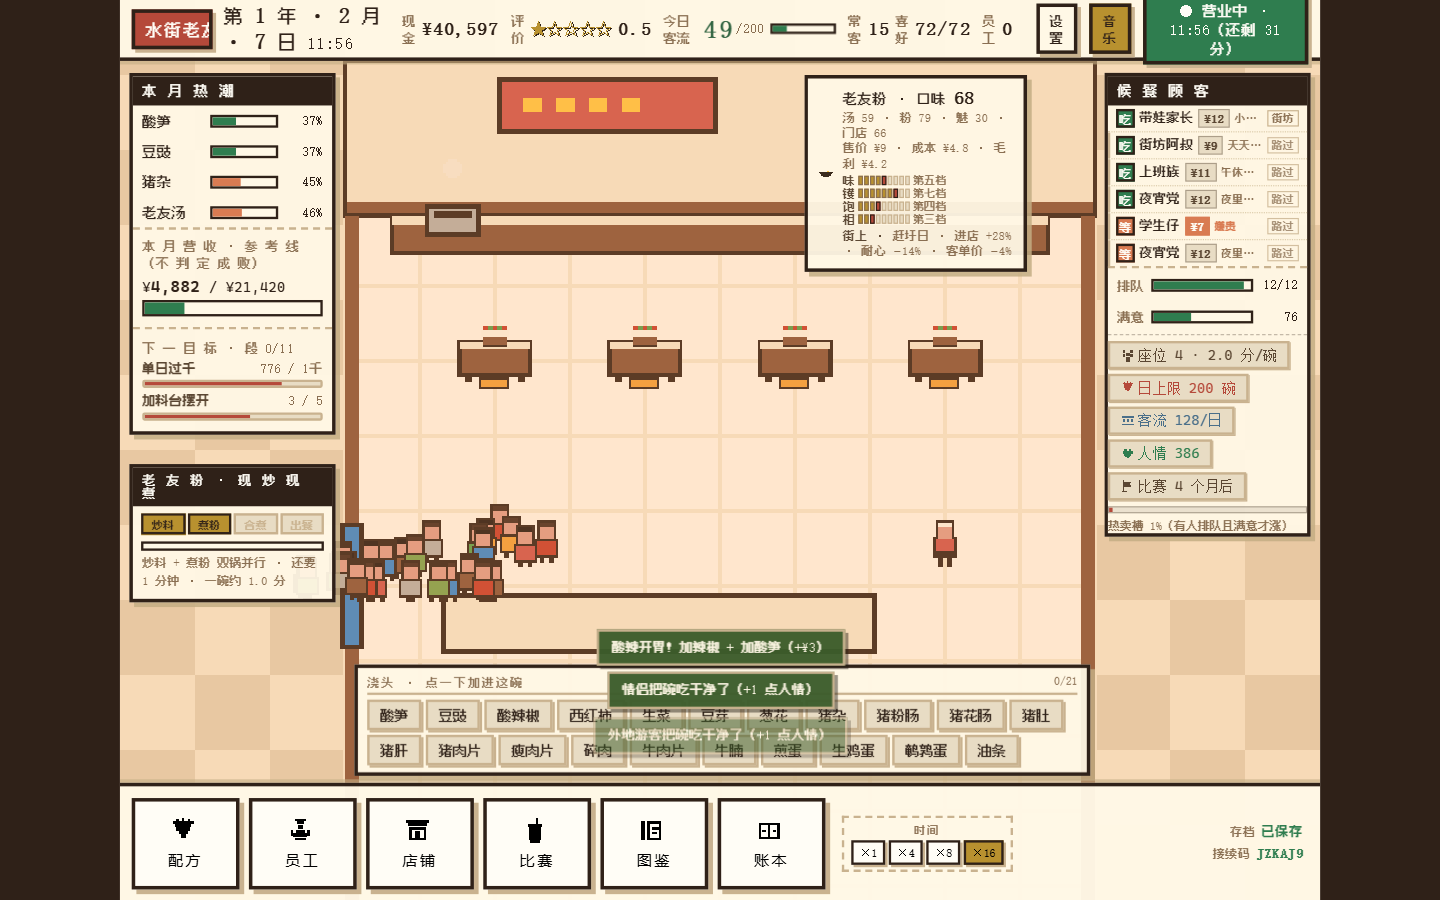 水街老友
第 1 年 · 2 月 · 7 日 11:56
现金 ¥40,597
评价 0.5
今日客流 49/200
常客 15
喜好 72/72
员工 0
设置
音乐
营业中 · 11:56 (还剩 31 分)
本月热潮
酸笋 37%
豆豉 37%
猪杂 45%
老友汤 46%
本月营收 · 参考线
(不判定成败)
¥4,882 / ¥21,420
下一目标 · 段 0/11
单日过千 776 / 1千
加料台摆开 3 / 5
老友粉 · 现炒现煮
炒料 煮粉 合煮 出餐
炒料 + 煮粉 双锅并行 · 还要
1 分钟 · 一碗约 1.0 分
老友粉 · 口味 68
汤 59 · 粉 79 · 魅 30 ·
门店 66
售价 ¥9 · 成本 ¥4.8 · 毛
利 ¥4.2
味 第五档
镬 第七档
饱 第四档
相 第三档
街上 · 赶圩日 · 进店 +28%
· 耐心 −14% · 客单价 −4%
候餐顾客
吃 带娃家长 ¥12 小… 街坊
吃 街坊阿叔 ¥9 天天… 路过
吃 上班族 ¥11 午休… 路过
吃 夜宵党 ¥12 夜里… 路过
等 学生仔 ¥7 嫌贵 路过
等 夜宵党 ¥12 夜里… 路过
排队 12/12
满意 76
座位 4 · 2.0 分/碗
日上限 200 碗
客流 128/日
人情 386
比赛 4 个月后
热卖槽 1% (有人排队且满意才涨)
酸辣开胃! 加辣椒 + 加酸笋 (+¥3)
情侣把碗吃干净了 (+1 点人情)
外地游客把碗吃干净了 (+1 点人情)
浇头 · 点一下加进这碗 0/21
酸笋 豆豉 酸辣椒 西红柿 生菜 豆芽 葱花 猪杂 猪粉肠 猪花肠 猪肚
猪肝 猪肉片 瘦肉片 碎肉 牛肉片 牛腩 煎蛋 生鸡蛋 鹌鹑蛋 油条
配方
员工
店铺
比赛
图鉴
账本
时间
×1 ×4 ×8 ×16
存档 已保存
接续码 JZKAJ9